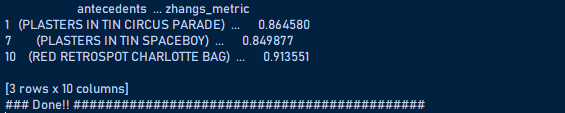 antecedents ... zhangs_metric
1 (PLASTERS IN TIN CIRCUS PARADE) ... 0.864580
7 (PLASTERS IN TIN SPACEBOY) ... 0.849877
10 (RED RETROSPOT CHARLOTTE BAG) ... 0.913551
[3 rows x 10 columns]
### Done!! ############################################